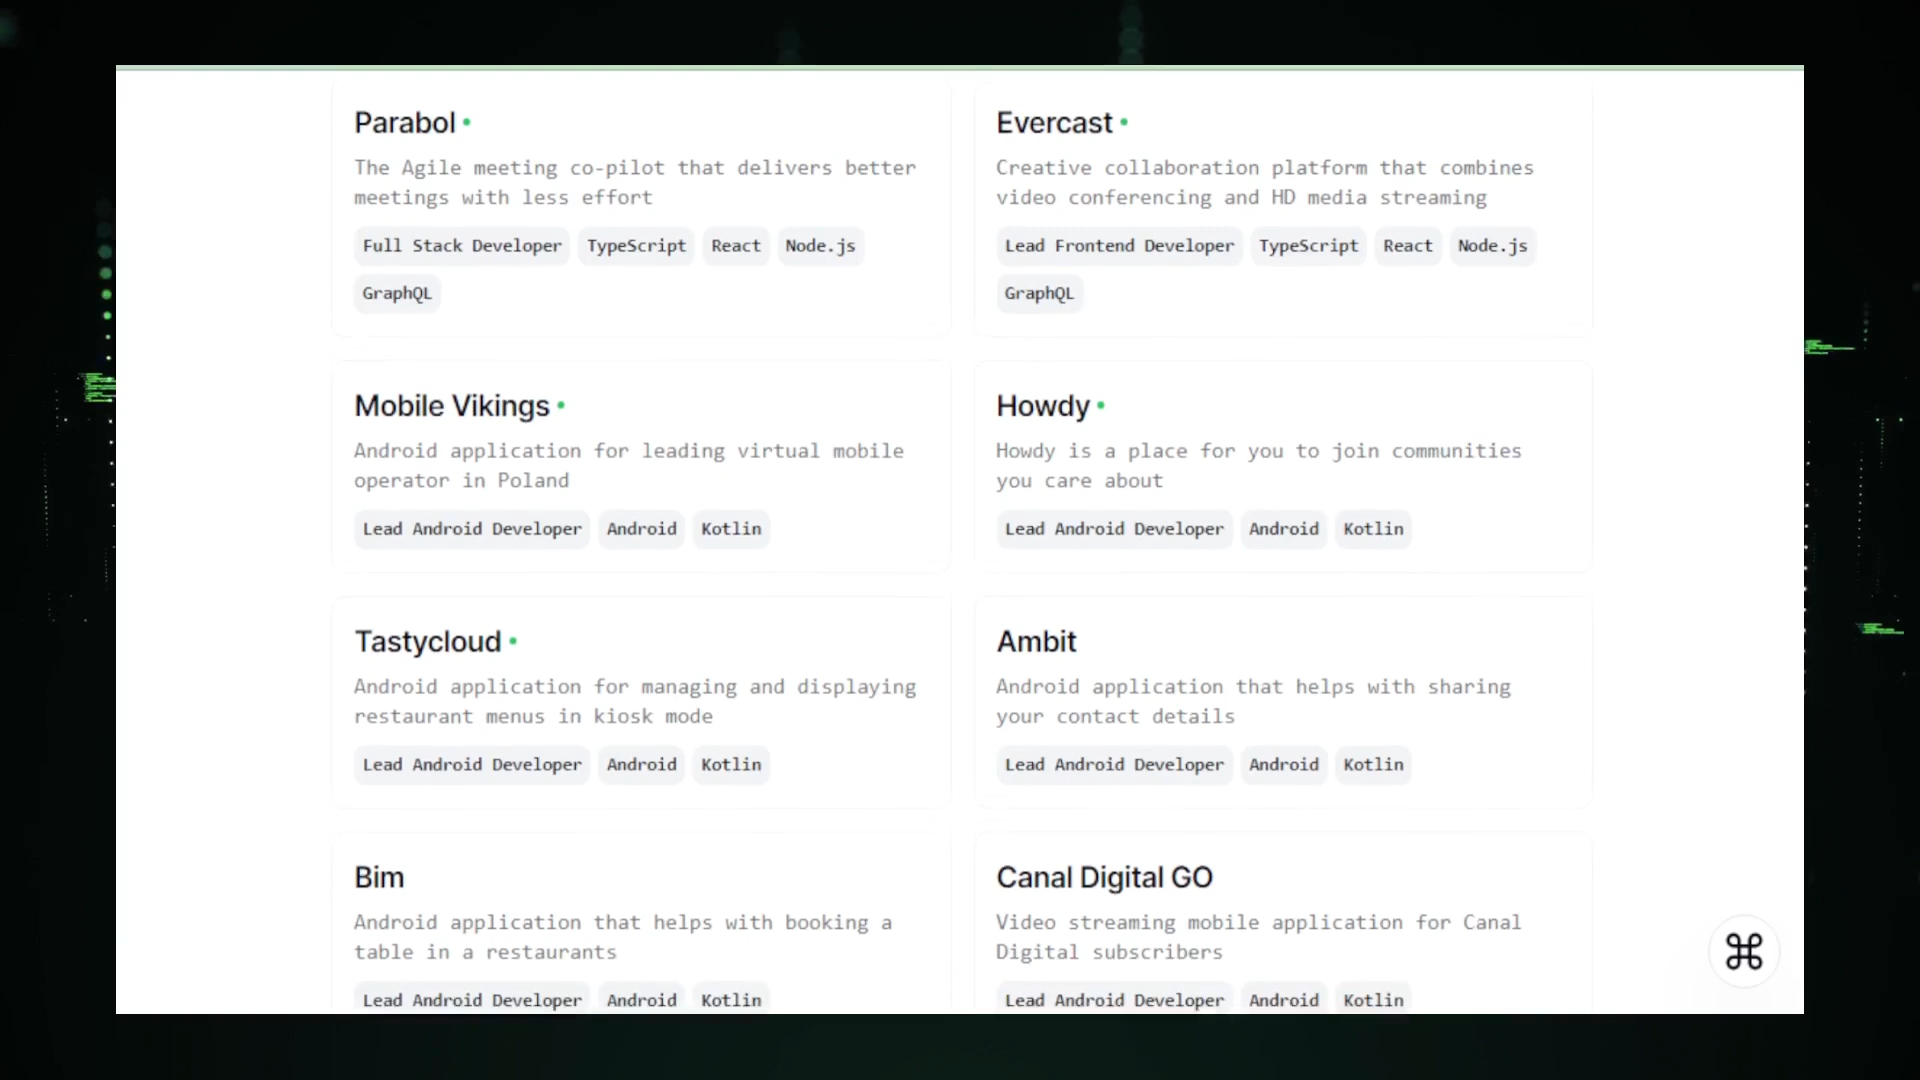 Parabol
The Agile meeting co-pilot that delivers better
meetings with less effort
Full Stack Developer TypeScript React Node.js
GraphQL
Evercast
Creative collaboration platform that combines
video conferencing and HD media streaming
Lead Frontend Developer TypeScript React Node.js
GraphQL
Mobile Vikings
Android application for leading virtual mobile
operator in Poland
Lead Android Developer Android Kotlin
Howdy
Howdy is a place for you to join communities
you care about
Lead Android Developer Android Kotlin
Tastycloud
Android application for managing and displaying
restaurant menus in kiosk mode
Lead Android Developer Android Kotlin
Ambit
Android application that helps with sharing
your contact details
Lead Android Developer Android Kotlin
Bim
Android application that helps with booking a
table in a restaurants
Lead Android Developer Android Kotlin
Canal Digital GO
Video streaming mobile application for Canal
Digital subscribers
Lead Android Developer Android Kotlin